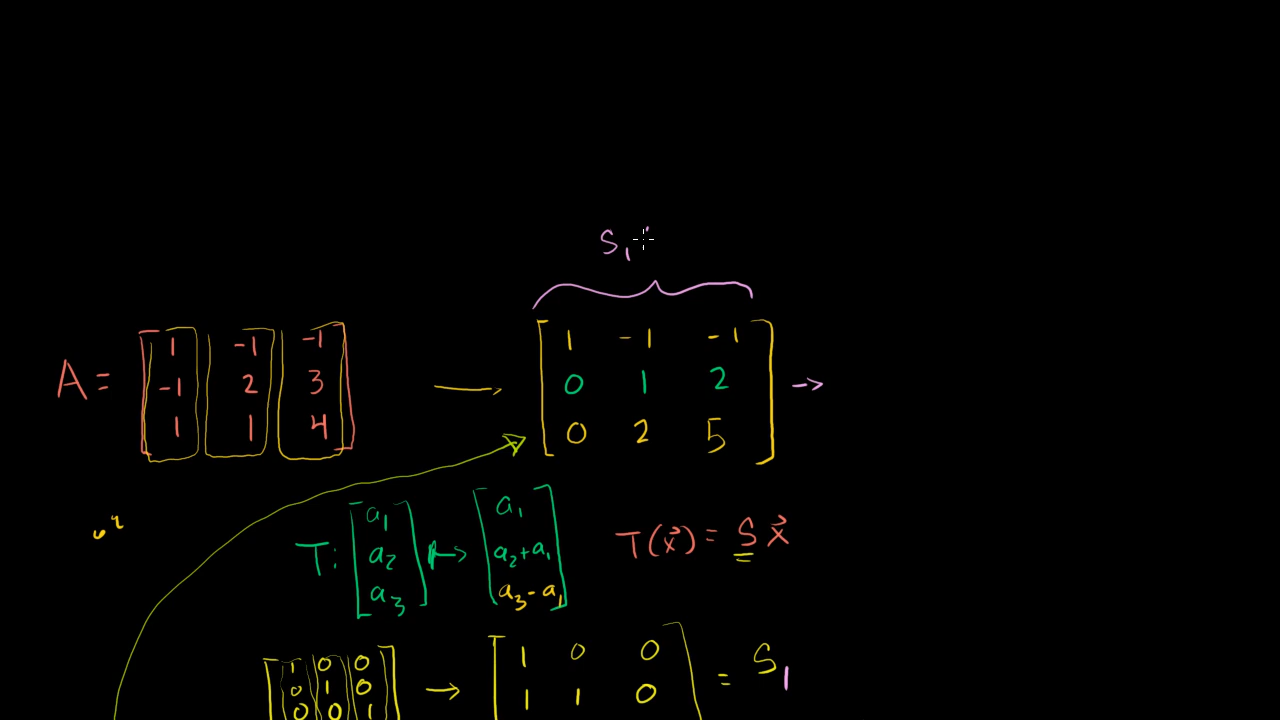 S₁
A = [1 -1 -1
-1 2 3
1 1 4]
→ [1 -1 -1
0 1 2
0 2 5] →
T: [a₁
a₂
a₃] ↦ [a₁
a₂+a₁
a₃-a₁]
T(x⃗) = S x⃗
[1 0 0
0 1 0
0 0 1] → [1 0 0
1 1 0
= S₁